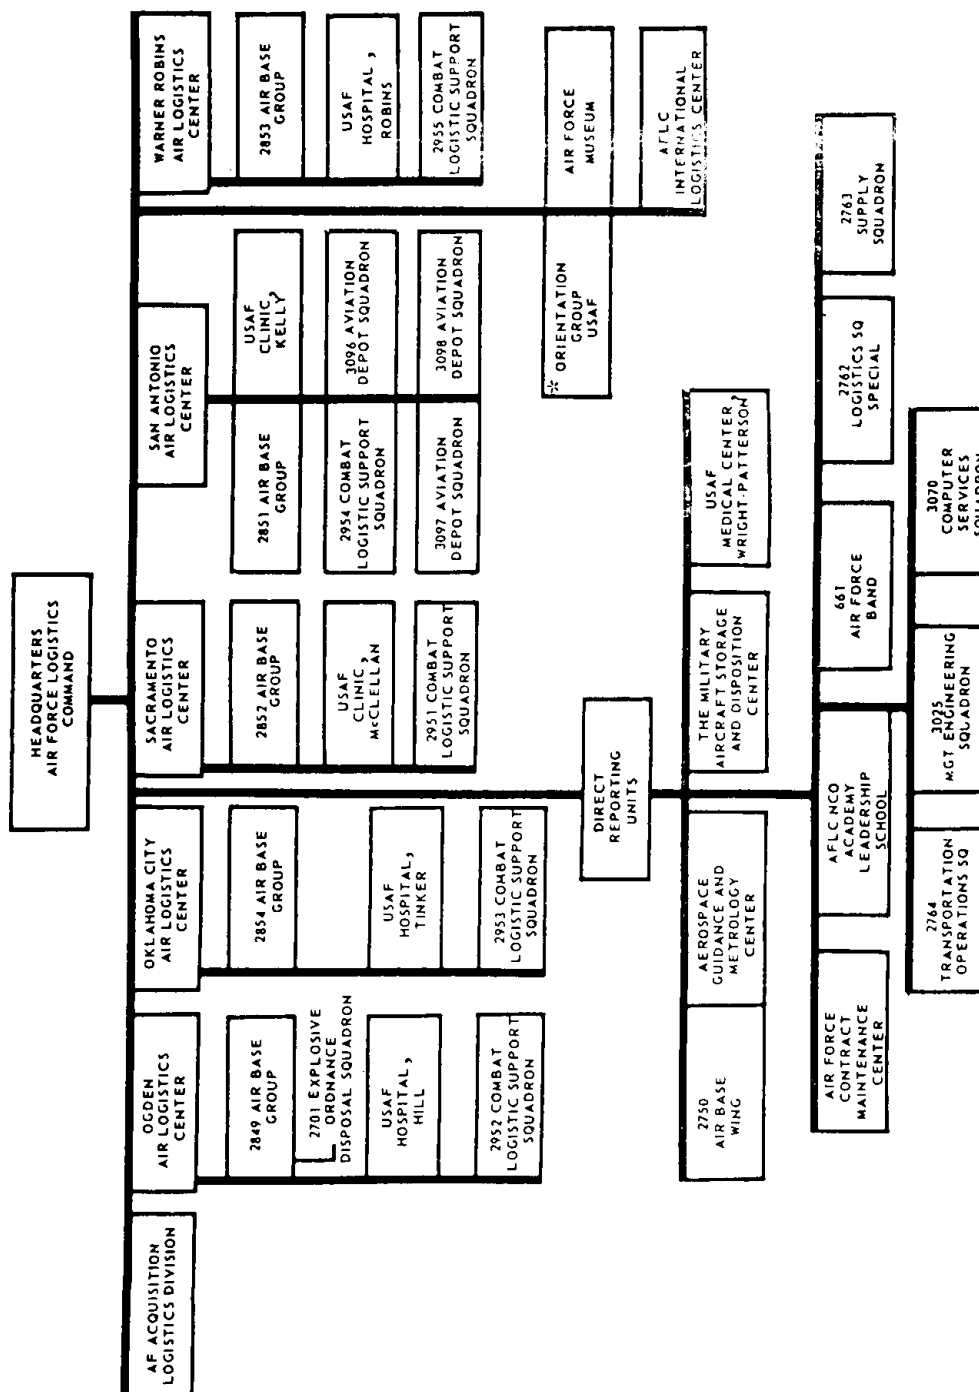 HEADQUARTERS
AIR FORCE LOGISTICS
COMMAND
AF ACQUISITION
LOGISTICS DIVISION
OGDEN
AIR LOGISTICS
CENTER
2849 AIR BASE
GROUP
2701 EXPLOSIVE
ORDNANCE
DISPOSAL SQUADRON
USAF
HOSPITAL,
HILL
2952 COMBAT
LOGISTIC SUPPORT
SQUADRON
OKLAHOMA CITY
AIR LOGISTICS
CENTER
2854 AIR BASE
GROUP
USAF
HOSPITAL,
TINKER
2953 COMBAT
LOGISTIC SUPPORT
SQUADRON
SACRAMENTO
AIR LOGISTICS
CENTER
2852 AIR BASE
GROUP
USAF
CLINIC,
McCLELLAN
2951 COMBAT
LOGISTIC SUPPORT
SQUADRON
SAN ANTONIO
AIR LOGISTICS
CENTER
2851 AIR BASE
GROUP
USAF
CLINIC,
KELLY
2954 COMBAT
LOGISTIC SUPPORT
SQUADRON
3096 AVIATION
DEPOT SQUADRON
3097 AVIATION
DEPOT SQUADRON
3098 AVIATION
DEPOT SQUADRON
WARNER ROBINS
AIR LOGISTICS
CENTER
2853 AIR BASE
GROUP
USAF
HOSPITAL,
ROBINS
2955 COMBAT
LOGISTIC SUPPORT
SQUADRON
* ORIENTATION
GROUP
USAF
AIR FORCE
MUSEUM
AFLC
INTERNATIONAL
LOGISTICS CENTER
DIRECT
REPORTING
UNITS
2750
AIR BASE
WING
AEROSPACE
GUIDANCE AND
METROLOGY
CENTER
THE MILITARY
AIRCRAFT STORAGE
AND DISPOSITION
CENTER
USAF
MEDICAL CENTER,
WRIGHT-PATTERSON
AIR FORCE
CONTRACT
MAINTENANCE
CENTER
AFLC NCO
ACADEMY
LEADERSHIP
SCHOOL
661
AIR FORCE
BAND
2762
LOGISTICS SQ
SPECIAL
2763
SUPPLY
SQUADRON
2764
TRANSPORTATION
OPERATIONS SQ
3025
MGT ENGINEERING
SQUADRON
3070
COMPUTER
SERVICES
SQUADRON